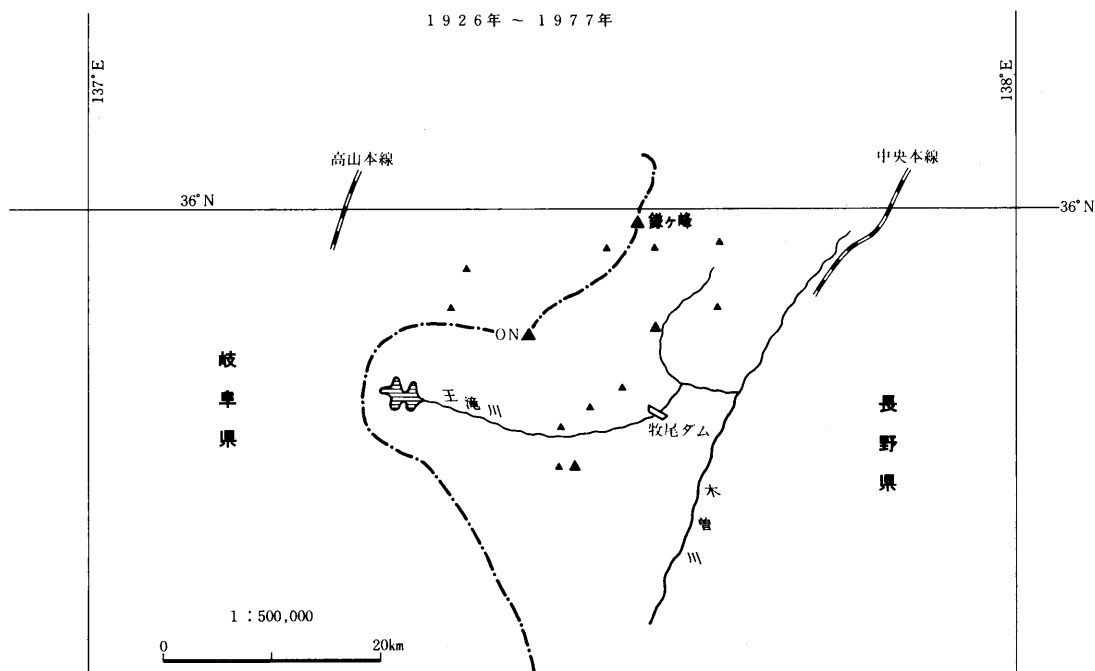 1926年 ~ 1977年
137°E
138°E
高山本線
中央本線
36°N
36°N
鎌ヶ峰
ON
岐阜県
王滝川
牧尾ダム
長野県
木曽川
1:500,000
0 20km